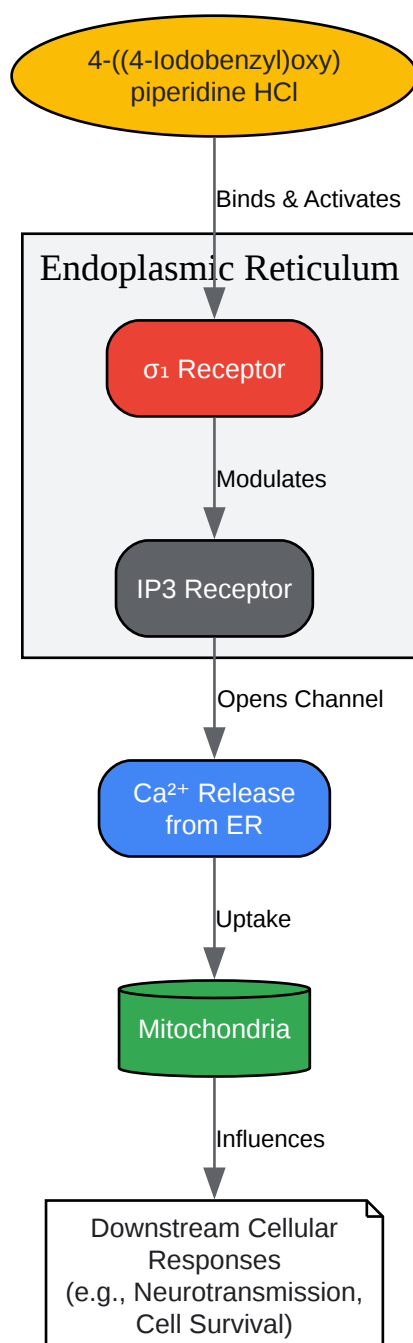 4-((4-Iodobenzyl)oxy)
piperidine HCl
Binds & Activates
Endoplasmic Reticulum
σ₁ Receptor
Modulates
IP3 Receptor
Opens Channel
Ca²⁺ Release
from ER
Uptake
Mitochondria
Influences
Downstream Cellular
Responses
(e.g., Neurotransmission,
Cell Survival)